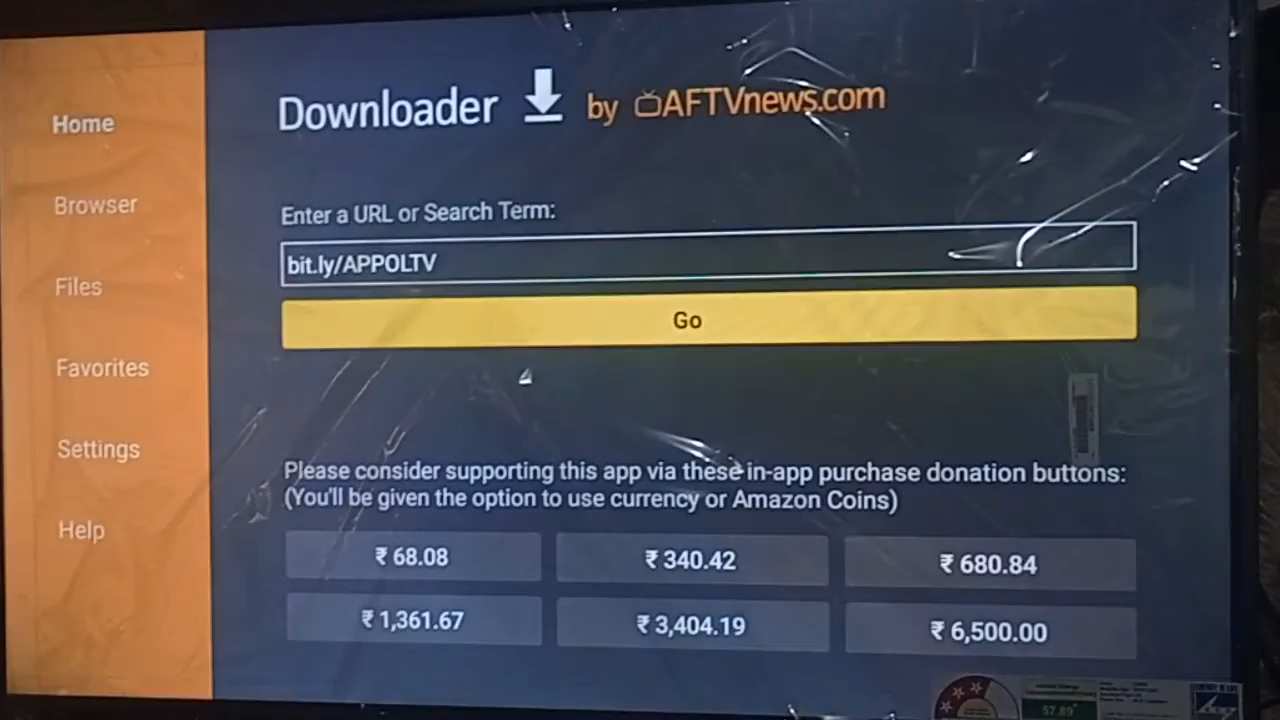 Downloader by AFTVnews.com
Home
Browser
Files
Favorites
Settings
Help
Enter a URL or Search Term:
bit.ly/APPOLTV
Go
Please consider supporting this app via these in-app purchase donation buttons:
(You'll be given the option to use currency or Amazon Coins)
₹ 68.08
₹ 340.42
₹ 680.84
₹ 1,361.67
₹ 3,404.19
₹ 6,500.00
57.89